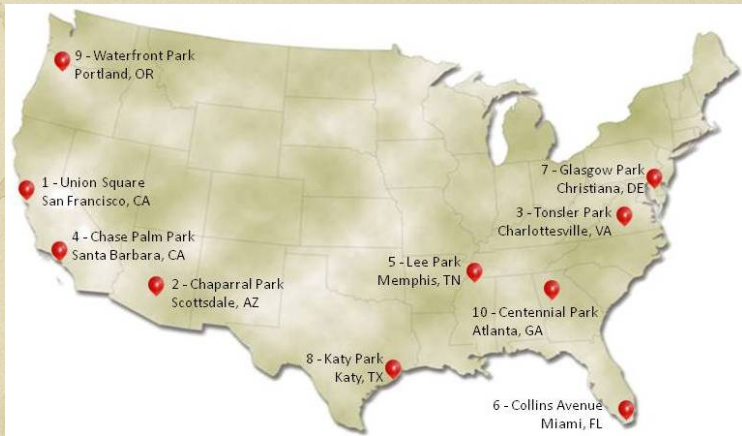 9 - Waterfront Park
Portland, OR
1 - Union Square
San Francisco, CA
7 - Glasgow Park
Christiana, DE
3 - Tonsler Park
Charlottesville, VA
4 - Chase Palm Park
Santa Barbara, CA
5 - Lee Park
Memphis, TN
2 - Chaparral Park
Scottsdale, AZ
10 - Centennial Park
Atlanta, GA
8 - Katy Park
Katy, TX
6 - Collins Avenue
Miami, FL